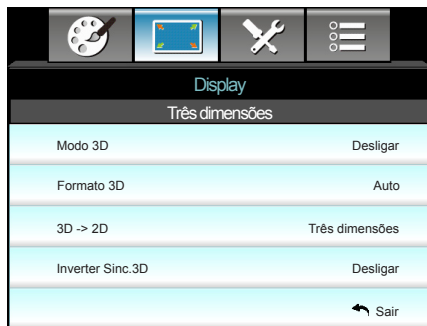 Display
Três dimensões
Modo 3D Desligar
Formato 3D Auto
3D -> 2D Três dimensões
Inverter Sinc.3D Desligar
Sair